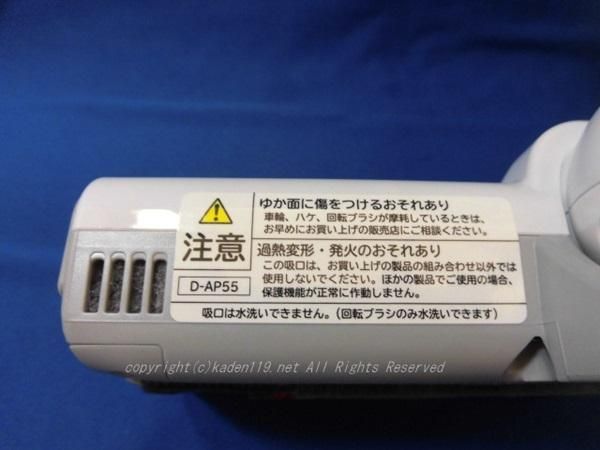 注意
D-AP55
ゆか面に傷をつけるおそれあり
車輪、ハケ、回転ブラシが摩耗しているときは、
お早めにお買い上げの販売店にご相談ください。
過熱変形・発火のおそれあり
この吸口は、お買い上げの製品の組み合わせ以外では
使用しないでください。ほかの製品でご使用の場合、
保護機能が正常に作動しません。
吸口は水洗いできません。(回転ブラシのみ水洗いできます)
copyright(c)kaden119.net All Rights Reserved